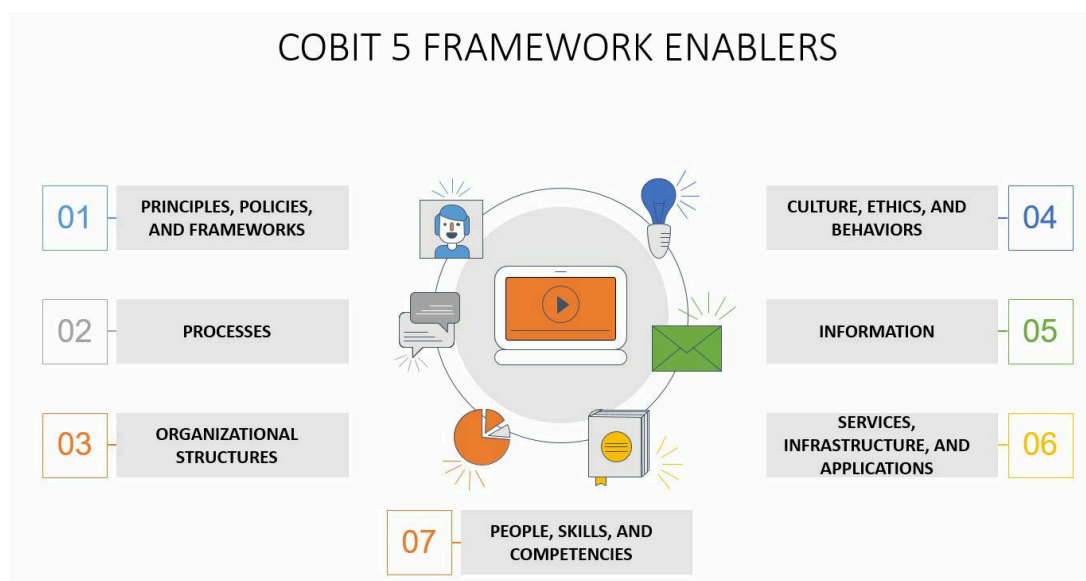 COBIT 5 FRAMEWORK ENABLERS
01
PRINCIPLES, POLICIES,
AND FRAMEWORKS
02
PROCESSES
03
ORGANIZATIONAL
STRUCTURES
CULTURE, ETHICS, AND
BEHAVIORS
04
INFORMATION
05
SERVICES,
INFRASTRUCTURE, AND
APPLICATIONS
06
07
PEOPLE, SKILLS, AND
COMPETENCIES